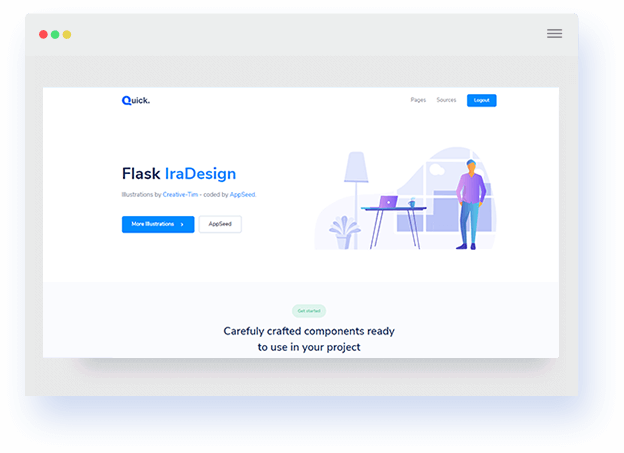 Quick.
Pages Sources Logout
Flask IraDesign
Illustrations by Creative-Tim - coded by AppSeed.
More Illustrations > AppSeed
Get started
Carefuly crafted components ready
to use in your project